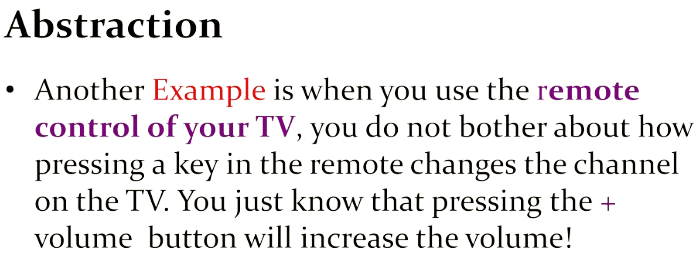 Abstraction
• Another Example is when you use the remote
control of your TV, you do not bother about how
pressing a key in the remote changes the channel
on the TV. You just know that pressing the +
volume  button will increase the volume!